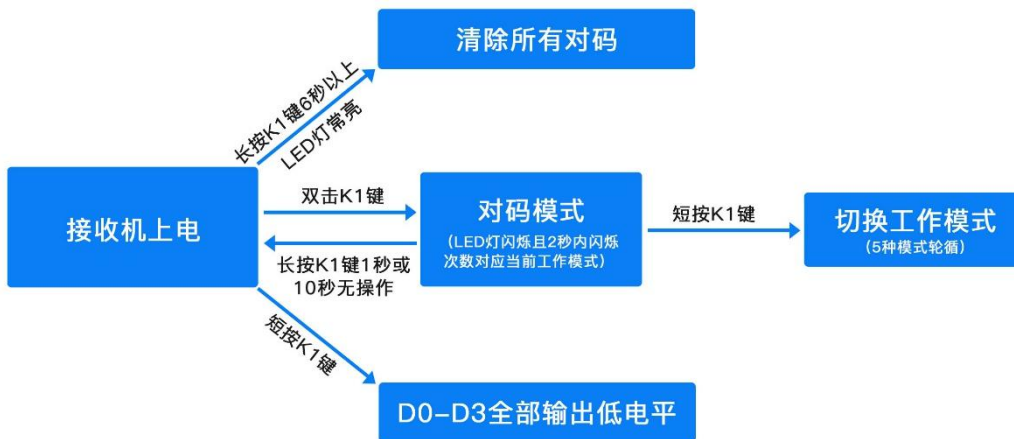 清除所有对码
长按K1键6秒以上
LED灯常亮
接收机上电
双击K1键
长按K1键1秒或
10秒无操作
对码模式
（LED灯闪烁且2秒内闪烁
次数对应当前工作模式）
短按K1键
切换工作模式
（5种模式轮循）
短按K1键
D0-D3全部输出低电平